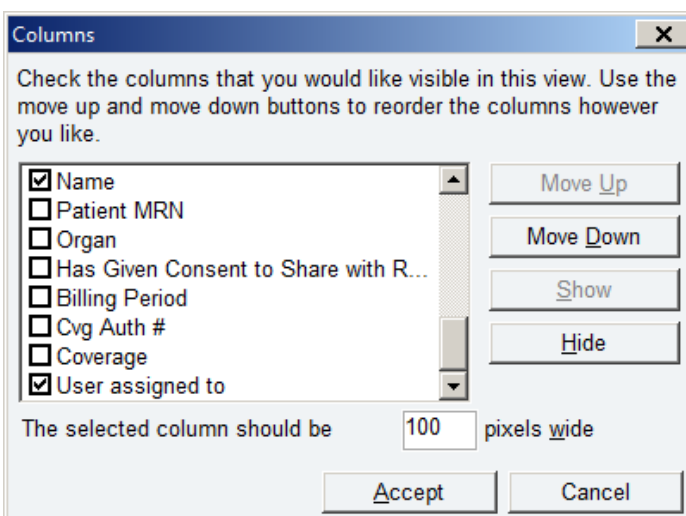 Columns
Check the columns that you would like visible in this view. Use the
move up and move down buttons to reorder the columns however
you like.
Name
Patient MRN
Organ
Has Given Consent to Share with R...
Billing Period
Cvg Auth #
Coverage
User assigned to
Move Up
Move Down
Show
Hide
The selected column should be 100 pixels wide
Accept Cancel